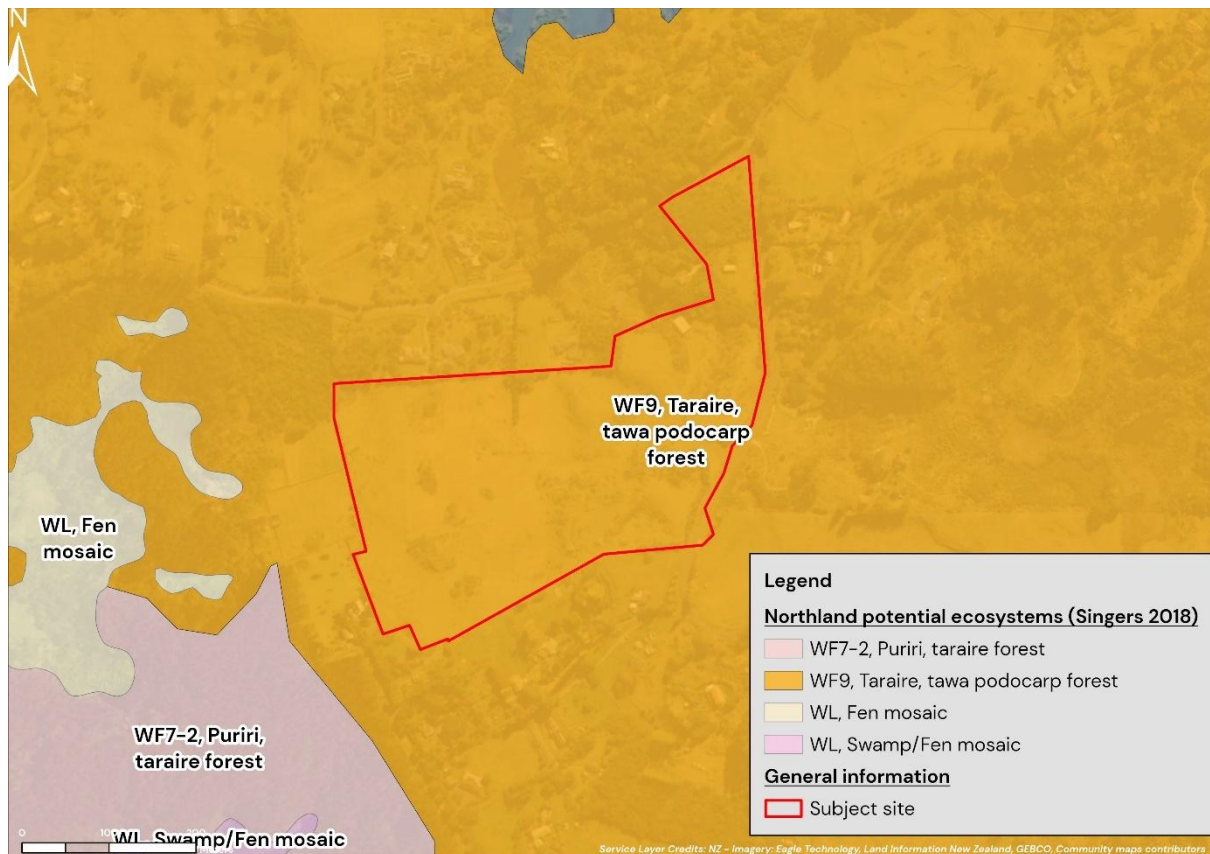 N
WF9, Taraire,
tawa podocarp
forest
WL, Fen
mosaic
WF7-2, Puriri,
taraire forest
WL, Swamp/Fen mosaic
0
Legend
Northland potential ecosystems (Singers 2018)
WF7-2, Puriri, taraire forest
WF9, Taraire, tawa podocarp forest
WL, Fen mosaic
WL, Swamp/Fen mosaic
General information
Subject site
Service Layer Credits: NZ - Imagery: Eagle Technology, Land Information New Zealand, GEBCO, Community maps contributors